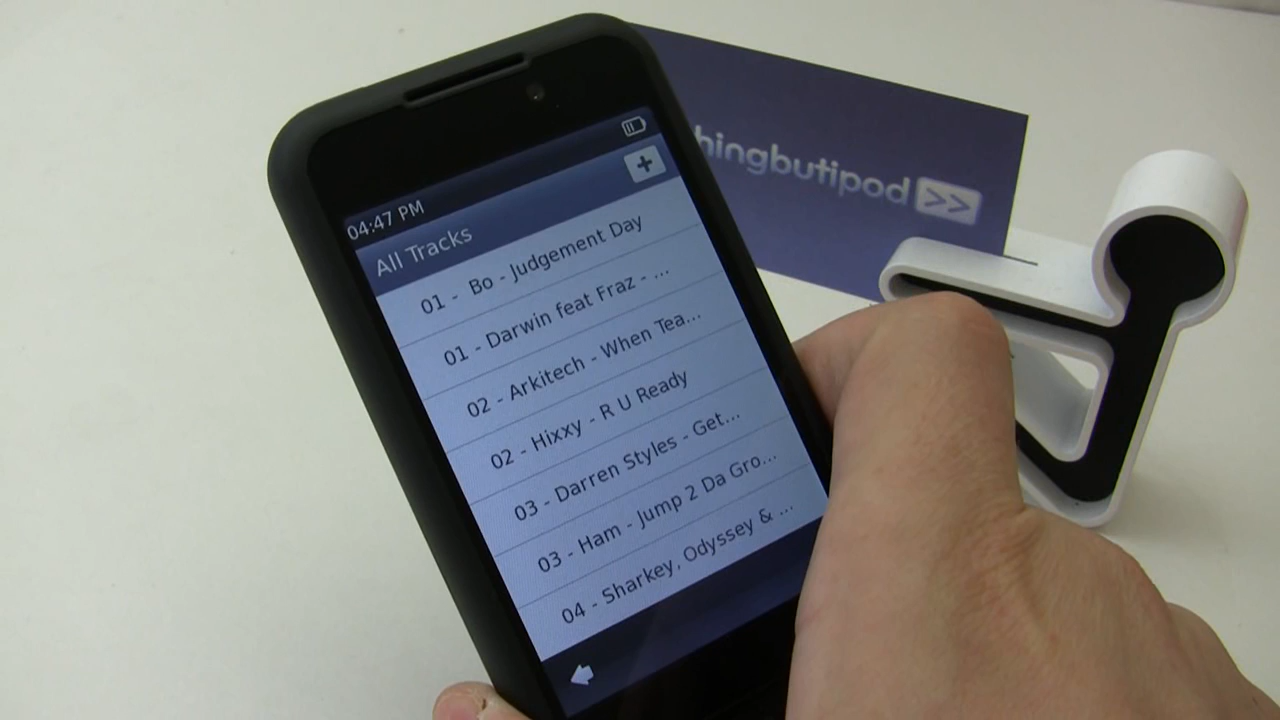 04:47 PM
All Tracks
01 - Bo - Judgement Day
01 - Darwin feat Fraz - ...
02 - Arkitech - When Tea...
02 - Hixxy - R U Ready
03 - Darren Styles - Get...
03 - Ham - Jump 2 Da Gro...
04 - Sharkey, Odyssey & ...
hingbutipod >>